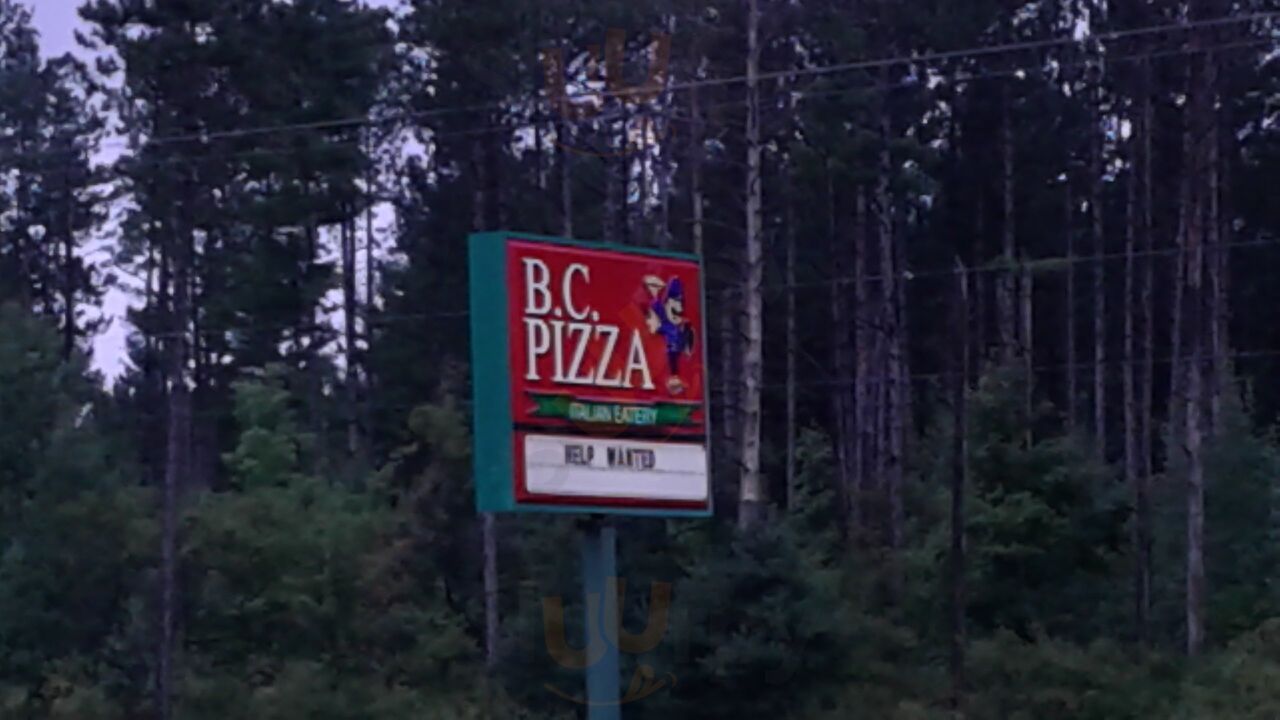 B.C.
PIZZA
ITALIAN EATERY
HELP WANTED